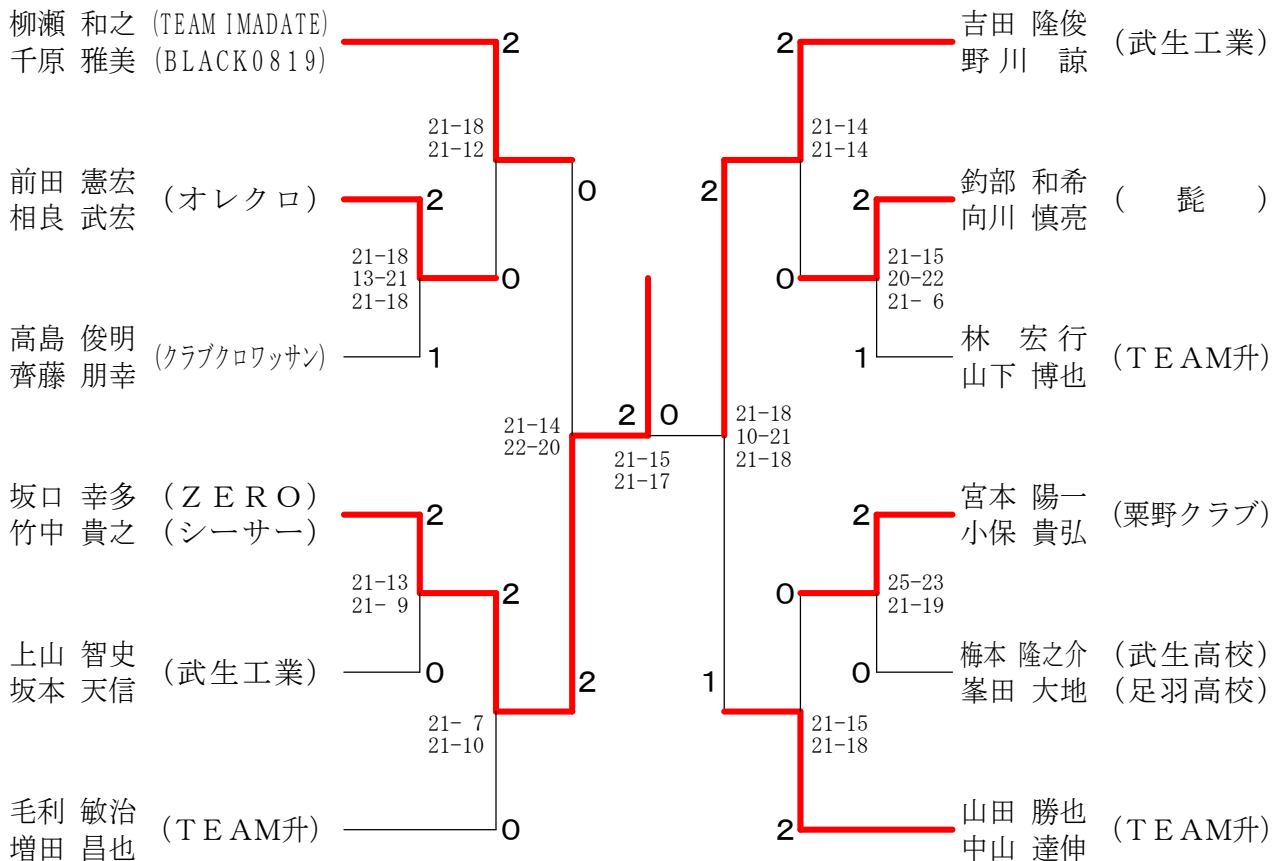 柳瀬 和之 (TEAM IMADATE)
千原 雅美 (BLACK0819)
2
21-18
21-12
前田 憲宏
相良 武宏
(オレクロ)
2
0
21-18
13-21
21-18
0
高島 俊明
齊藤 朋幸
(クラブクロワッサン)
1
21-14
22-20
2 0
21-15
21-17
坂口 幸多 (ZERO)
竹中 貴之 (シーサー)
2
21-13
21- 9
2
上山 智史
坂本 天信
(武生工業)
0
2
21- 7
21-10
毛利 敏治
増田 昌也
(TEAM升)
0
2
吉田 隆俊
野川 諒
(武生工業)
21-14
21-14
2
2
釣部 和希
向川 慎亮
(髭)
0
21-15
20-22
21- 6
1
林 宏行
山下 博也
(TEAM升)
21-18
10-21
21-18
2
宮本 陽一
小保 貴弘
(粟野クラブ)
0
25-23
21-19
0
梅本 隆之介 (武生高校)
峯田 大地 (足羽高校)
1
21-15
21-18
2
山田 勝也
中山 達伸
(TEAM升)